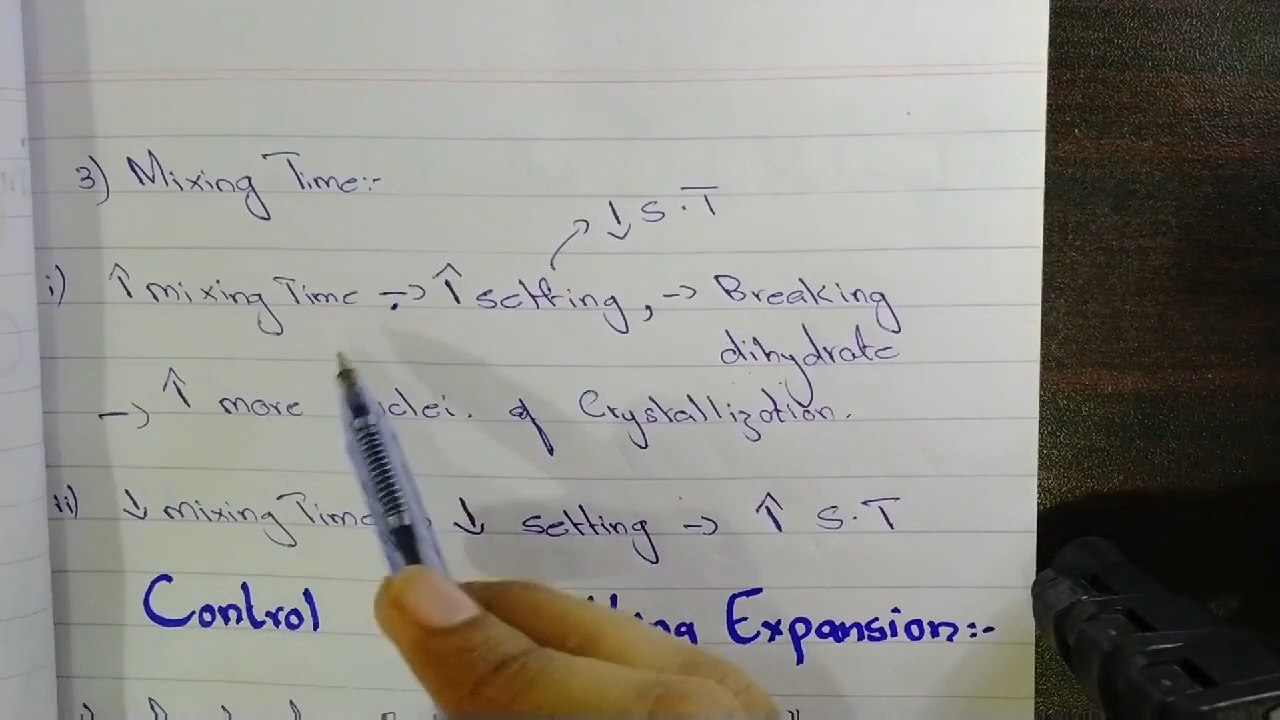 3) Mixing Time:-
↓ S.T
i) ↑ mixing Time → ↑ setting, → Breaking
dihydrate
→ ↑ more of Crystallization.
ii) ↓ mixing Time ↓ setting → ↑ S.T
Control Expansion:-